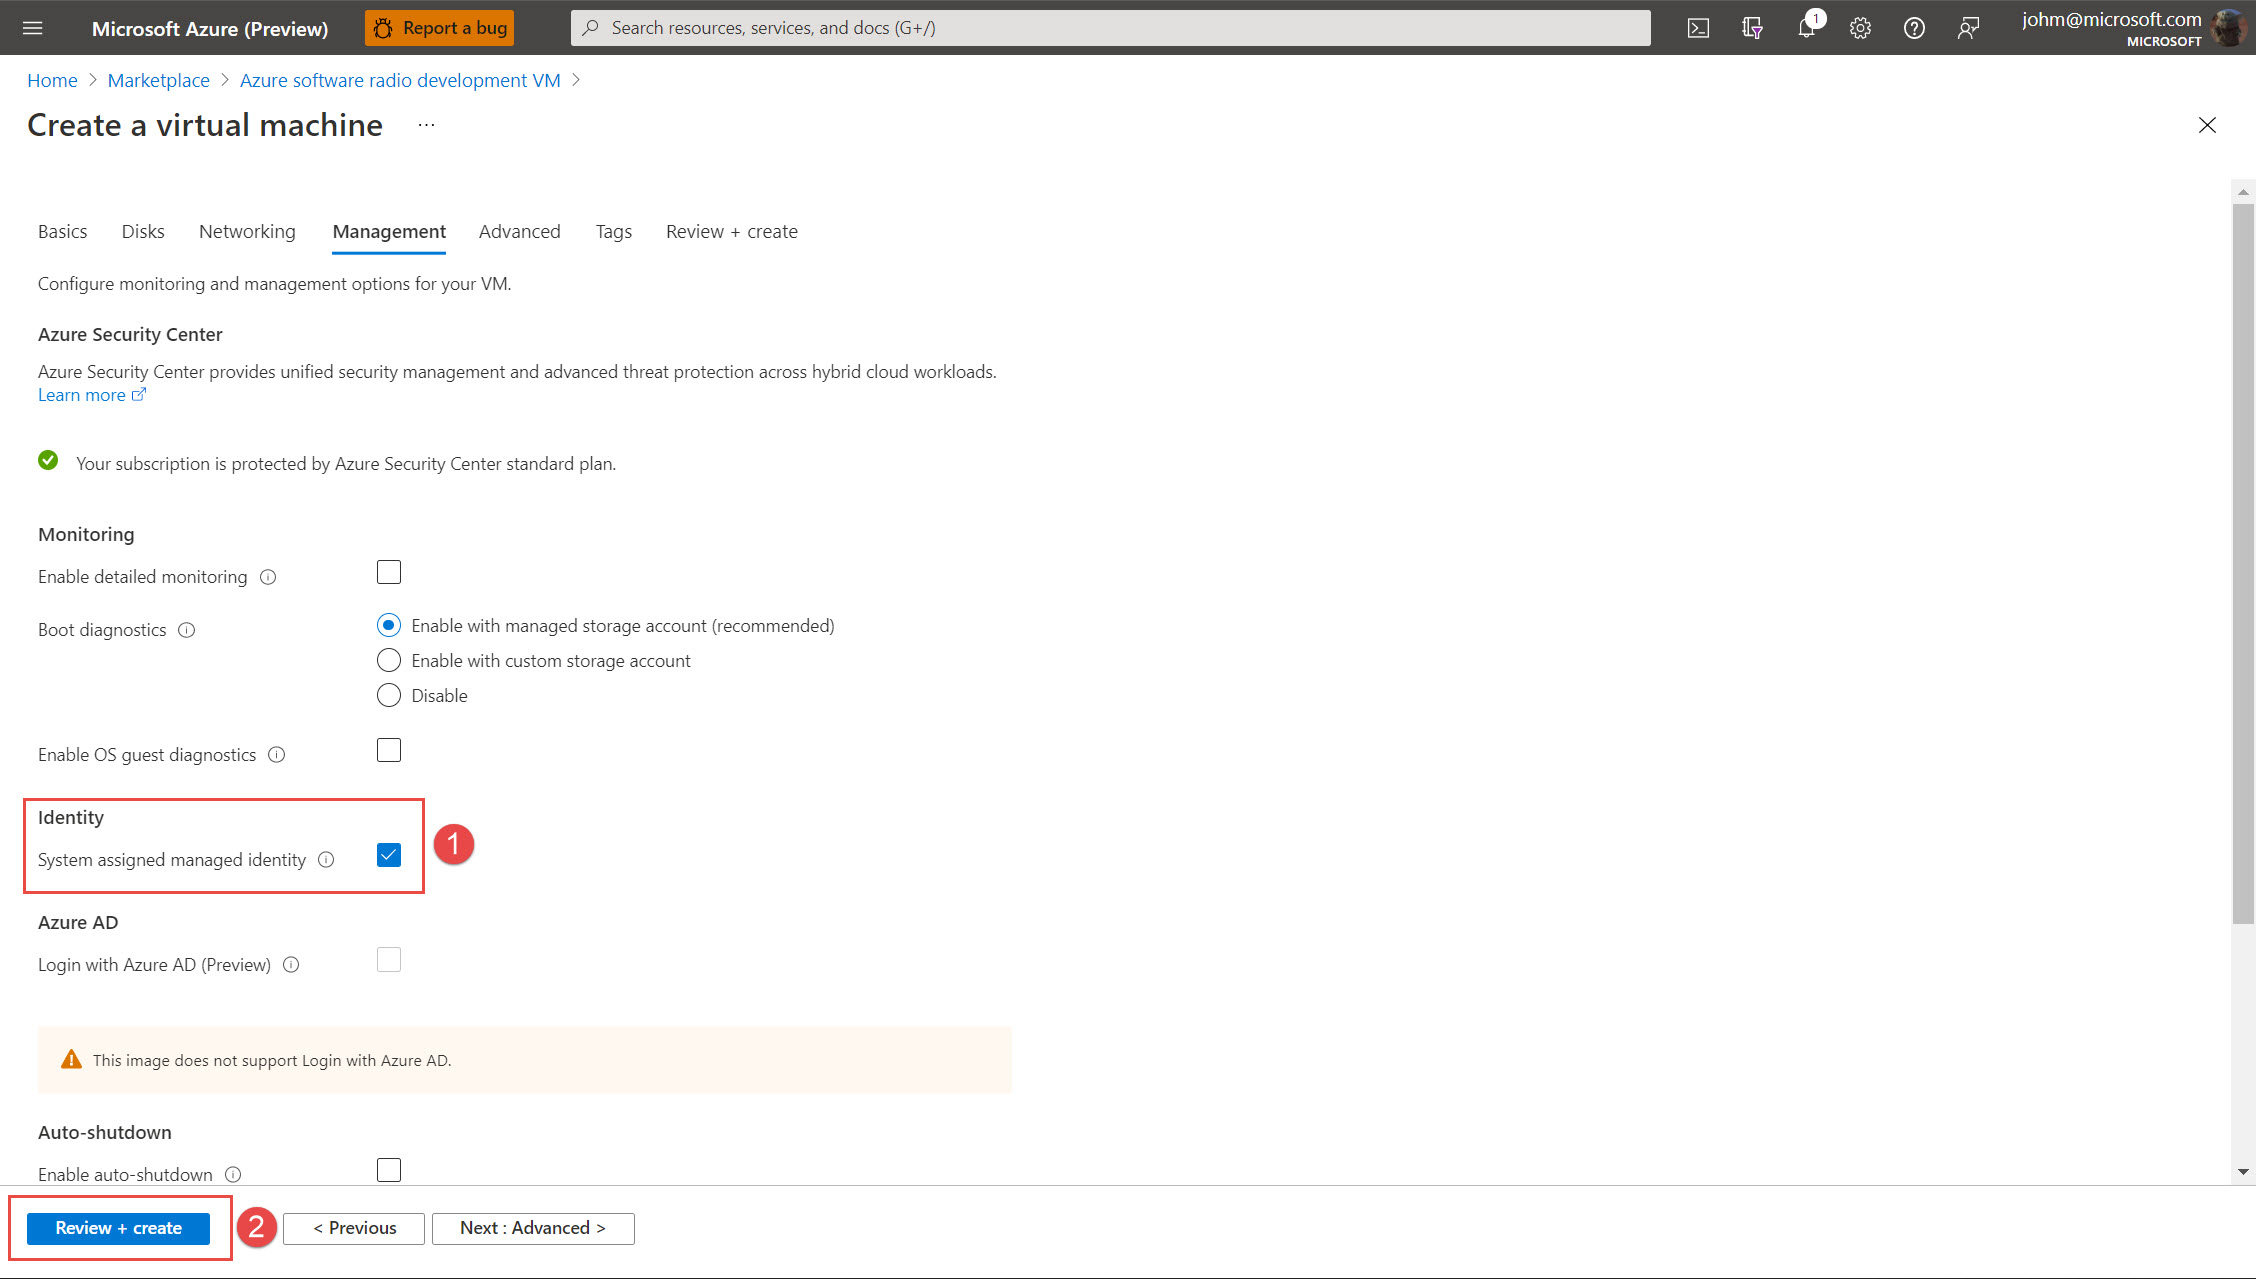 Microsoft Azure (Preview)
Report a bug
Search resources, services, and docs (G+/)
1
johm@microsoft.com
MICROSOFT
Home > Marketplace > Azure software radio development VM >
Create a virtual machine ...
Basics Disks Networking Management Advanced Tags Review + create
Configure monitoring and management options for your VM.
Azure Security Center
Azure Security Center provides unified security management and advanced threat protection across hybrid cloud workloads.
Learn more
Your subscription is protected by Azure Security Center standard plan.
Monitoring
Enable detailed monitoring
Boot diagnostics
Enable with managed storage account (recommended)
Enable with custom storage account
Disable
Enable OS guest diagnostics
Identity
System assigned managed identity
1
Azure AD
Login with Azure AD (Preview)
This image does not support Login with Azure AD.
Auto-shutdown
Enable auto-shutdown
Review + create
2
< Previous
Next : Advanced >